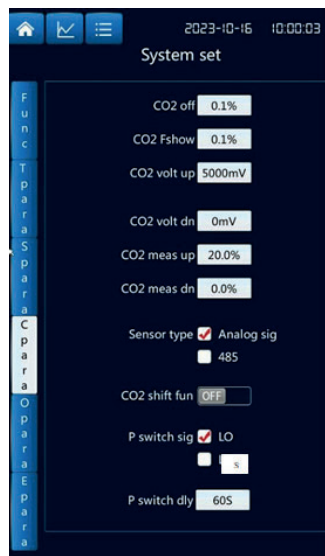 2023-10-16 10:00:03
System set
Func
Tpara
Spara
Cpara
Opara
Epara
CO2 off 0.1%
CO2 Fshow 0.1%
CO2 volt up 5000mV
CO2 volt dn 0mV
CO2 meas up 20.0%
CO2 meas dn 0.0%
Sensor type Analog sig
485
CO2 shift fun OFF
P switch sig LO
s
P switch dly 60S